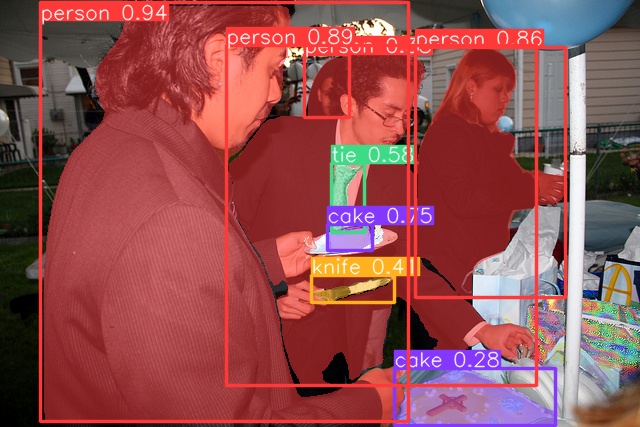 person 0.94
person 0.89
person
person 0.86
tie 0.58
cake 0.75
knife 0.41
cake 0.28